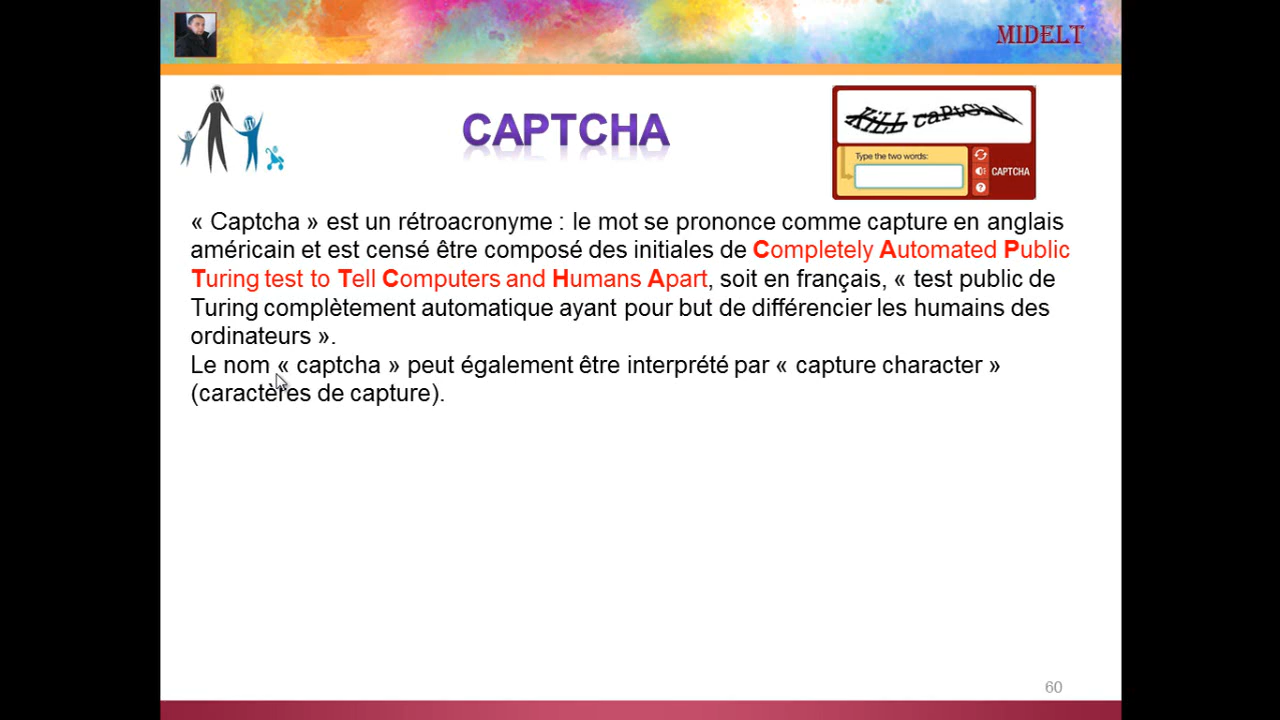 MIDELT
CAPTCHA
KiLL caPtCha
Type the two words:
CAPTCHA
« Captcha » est un rétroacronyme : le mot se prononce comme capture en anglais
américain et est censé être composé des initiales de Completely Automated Public
Turing test to Tell Computers and Humans Apart, soit en français, « test public de
Turing complètement automatique ayant pour but de différencier les humains des
ordinateurs ».
Le nom « captcha » peut également être interprété par « capture character »
(caractères de capture).
60